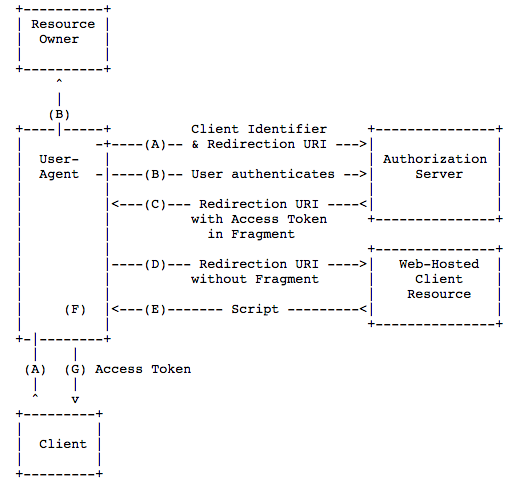 +----------+
| Resource |
|  Owner   |
|          |
+----------+
     ^
     |
    (B)
+----|-----+          Client Identifier      +---------------+
|         -+----(A)-- & Redirection URI --->|               |
|  User-   |                                 | Authorization |
|  Agent  -|----(B)-- User authenticates -->|     Server    |
|          |                                 |               |
|          |<---(C)--- Redirection URI ----<|               |
|          |          with Access Token      +---------------+
|          |            in Fragment
|          |                                 +---------------+
|          |----(D)--- Redirection URI ---->|   Web-Hosted  |
|          |          without Fragment       |     Client    |
|          |                                 |    Resource   |
|     (F)  |<---(E)------- Script ---------<|               |
|          |                                 +---------------+
+-|--------+
  |    |
 (A)  (G) Access Token
  |    |
  ^    v
+---------+
|         |
|  Client |
|         |
+---------+